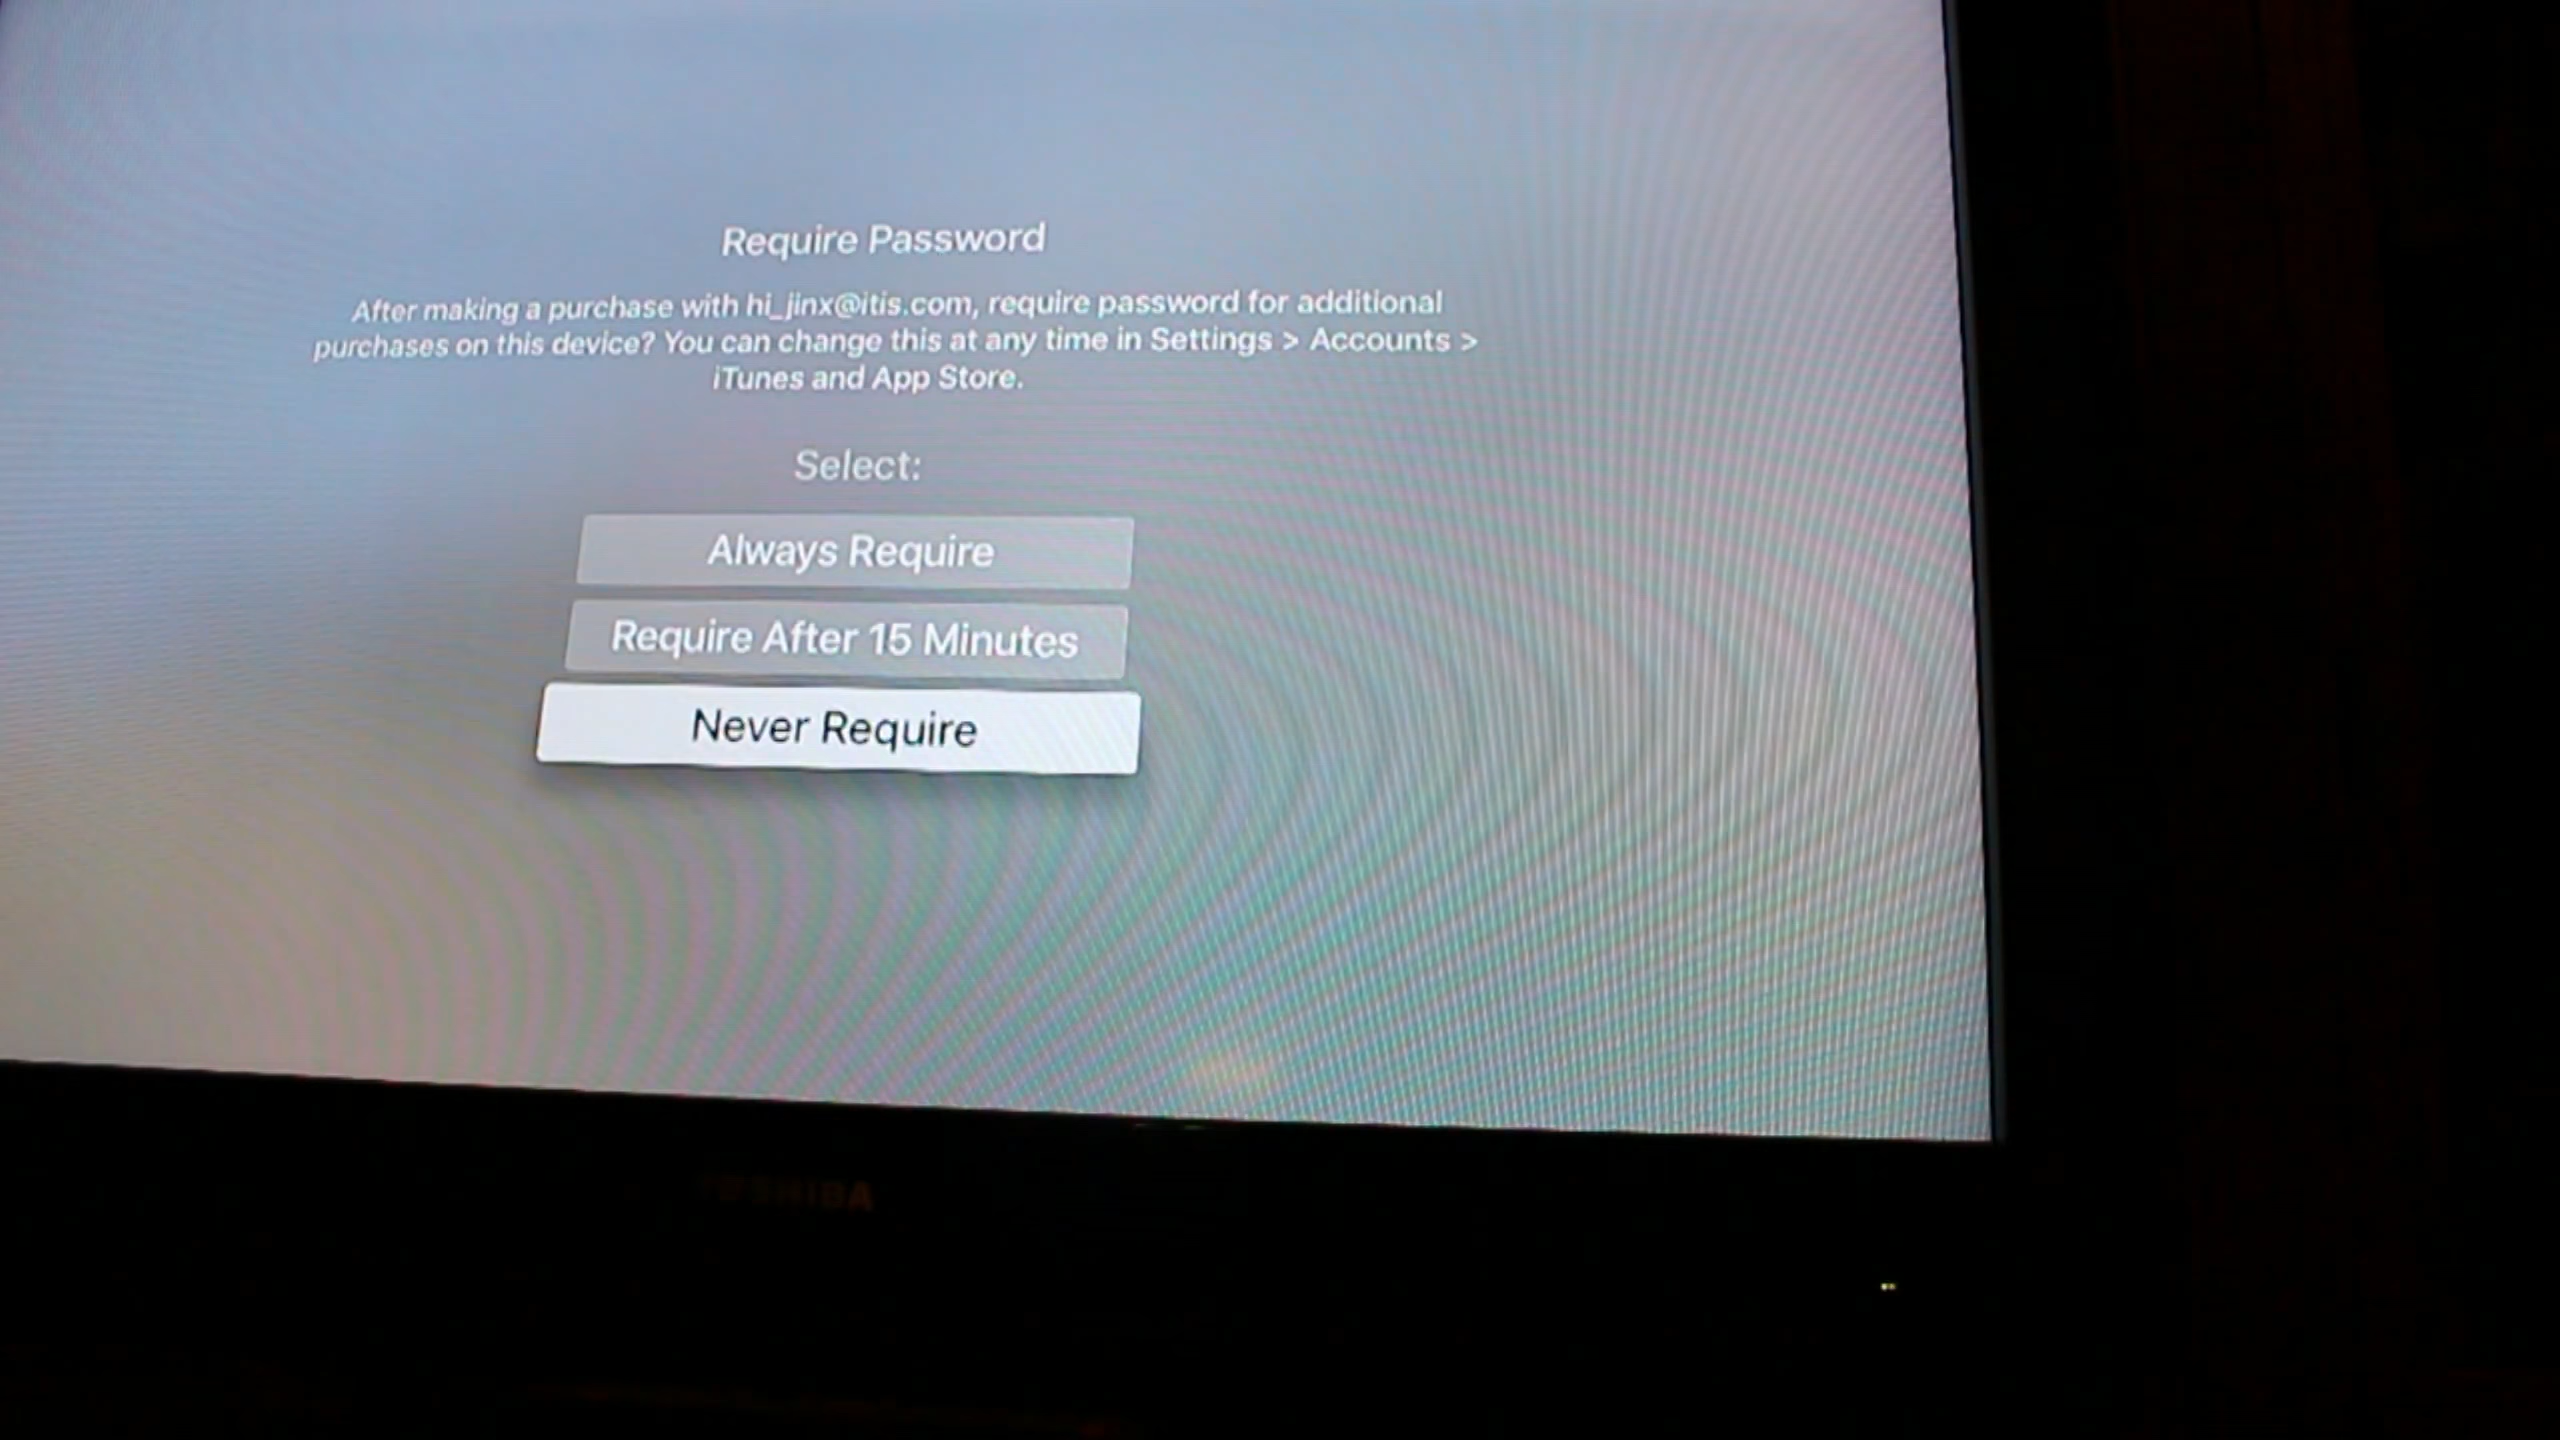 Require Password
After making a purchase with hi_jinx@itis.com, require password for additional
purchases on this device? You can change this at any time in Settings > Accounts >
iTunes and App Store.
Select:
Always Require
Require After 15 Minutes
Never Require
TOSHIBA